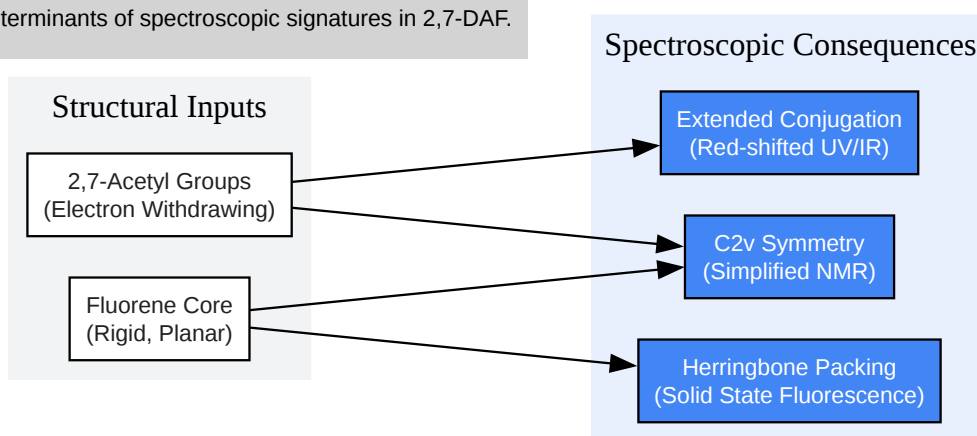 terminants of spectroscopic signatures in 2,7-DAF.
Structural Inputs
2,7-Acetyl Groups
(Electron Withdrawing)
Fluorene Core
(Rigid, Planar)
Spectroscopic Consequences
Extended Conjugation
(Red-shifted UV/IR)
C2v Symmetry
(Simplified NMR)
Herringbone Packing
(Solid State Fluorescence)